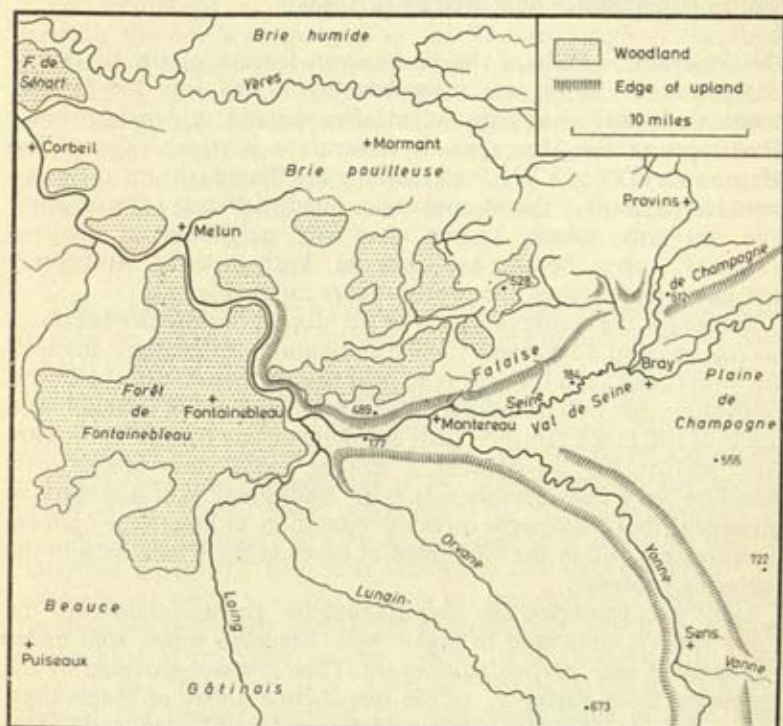 Brie humide
Woodland
F. de
Sénart
Yères
Edge of upland
10 miles
Corbeil
Mormant
Brie pouilleuse
Provins
Melun
de Champagne
528
Falaise
Bray
184
Forêt
de
Fontainebleau
Fontainebleau
489
Seine
Val de Seine
Plaine
de
Champagne
Montereau
177
555
Orvane
Yonne
722
Beauce
Loing
Lunain
Sens
Puiseaux
Vanne
Gâtinais
673